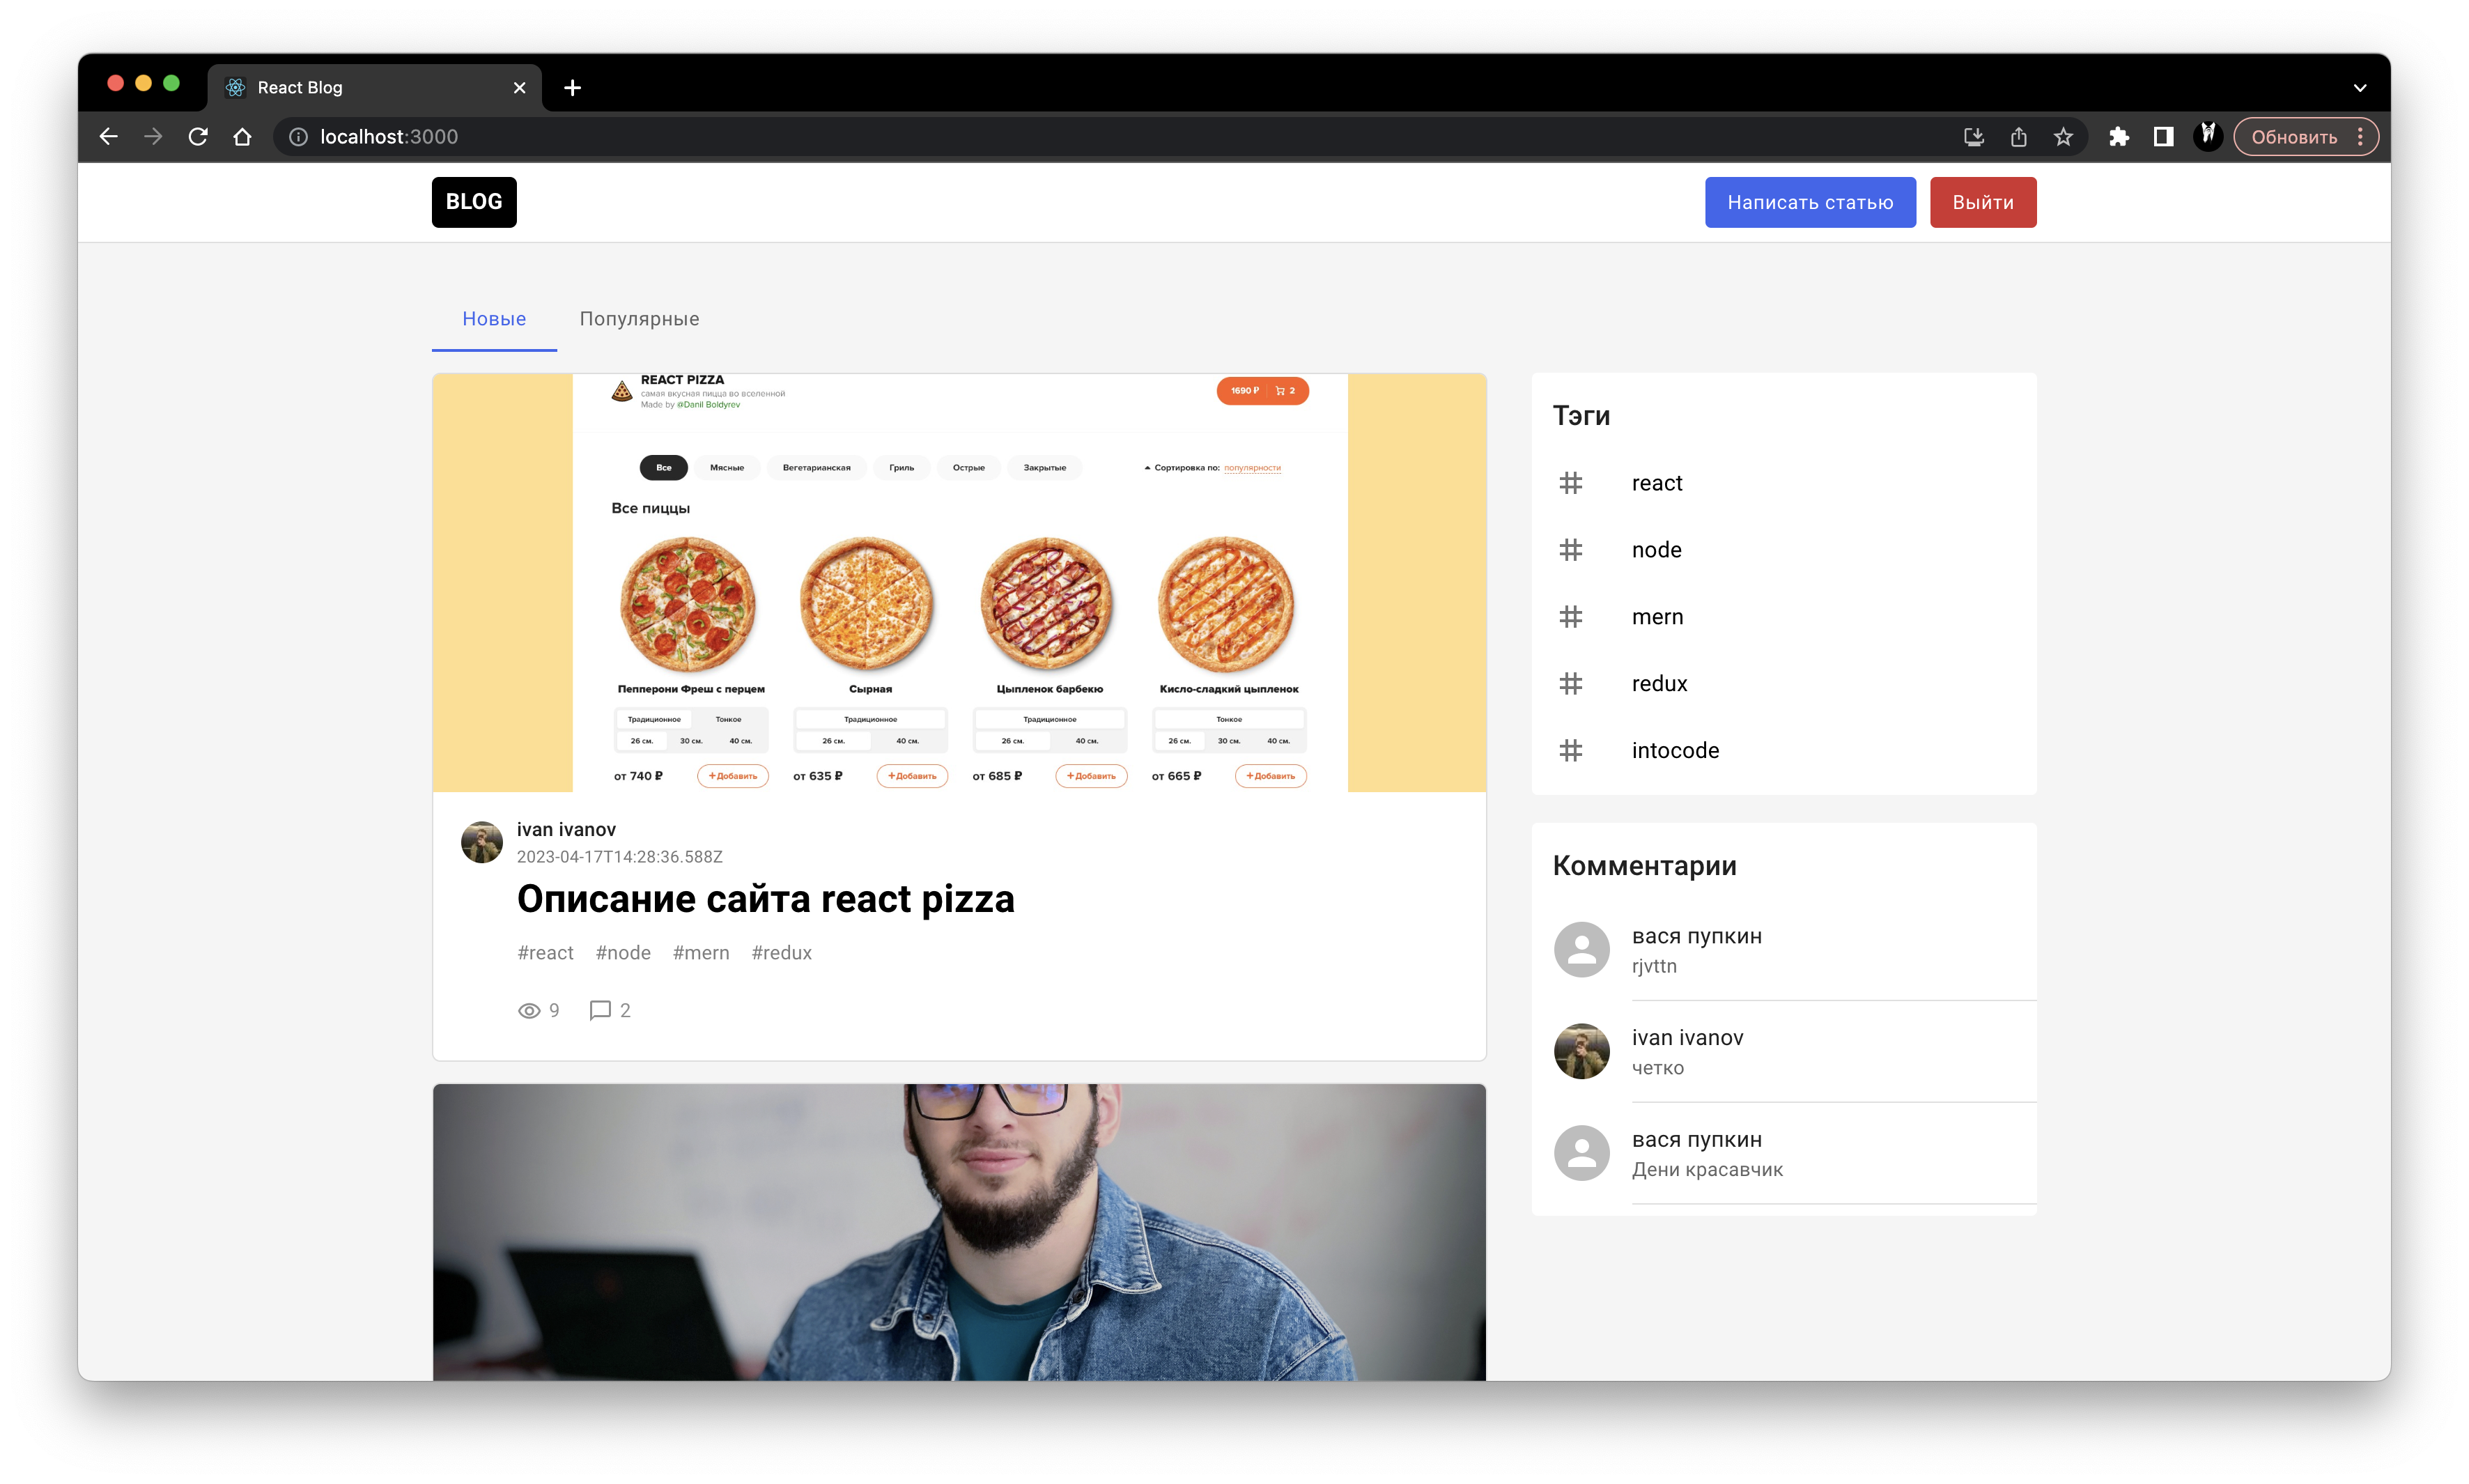 React Blog
localhost:3000
Обновить
BLOG
Написать статью
Выйти
Новые
Популярные
REACT PIZZA
самая вкусная пицца во вселенной
Made by @Danil Boldyrev
1690 ₽ 2
Все
Мясные
Вегетарианская
Гриль
Острые
Закрытые
Сортировка по: популярности
Все пиццы
Пепперони Фреш с перцем
Традиционное Тонкое
26 см. 30 см. 40 см.
от 740 ₽ +Добавить
Сырная
Традиционное
26 см. 40 см.
от 635 ₽ +Добавить
Цыпленок барбекю
Традиционное
26 см. 40 см.
от 685 ₽ +Добавить
Кисло-сладкий цыпленок
Тонкое
26 см. 30 см. 40 см.
от 665 ₽ +Добавить
ivan ivanov
2023-04-17T14:28:36.588Z
Описание сайта react pizza
#react #node #mern #redux
9 2
Тэги
# react
# node
# mern
# redux
# intocode
Комментарии
вася пупкин
rjvttn
ivan ivanov
четко
вася пупкин
Дени красавчик